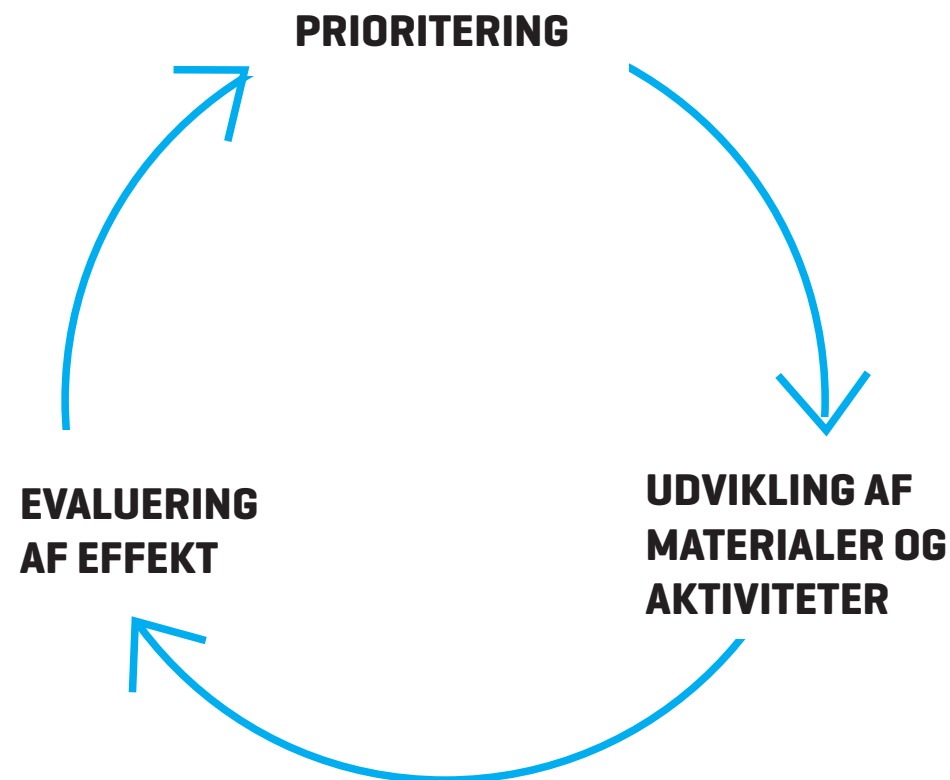 PRIORITERING
UDVIKLING AF
MATERIALER OG
AKTIVITETER
EVALUERING
AF EFFEKT